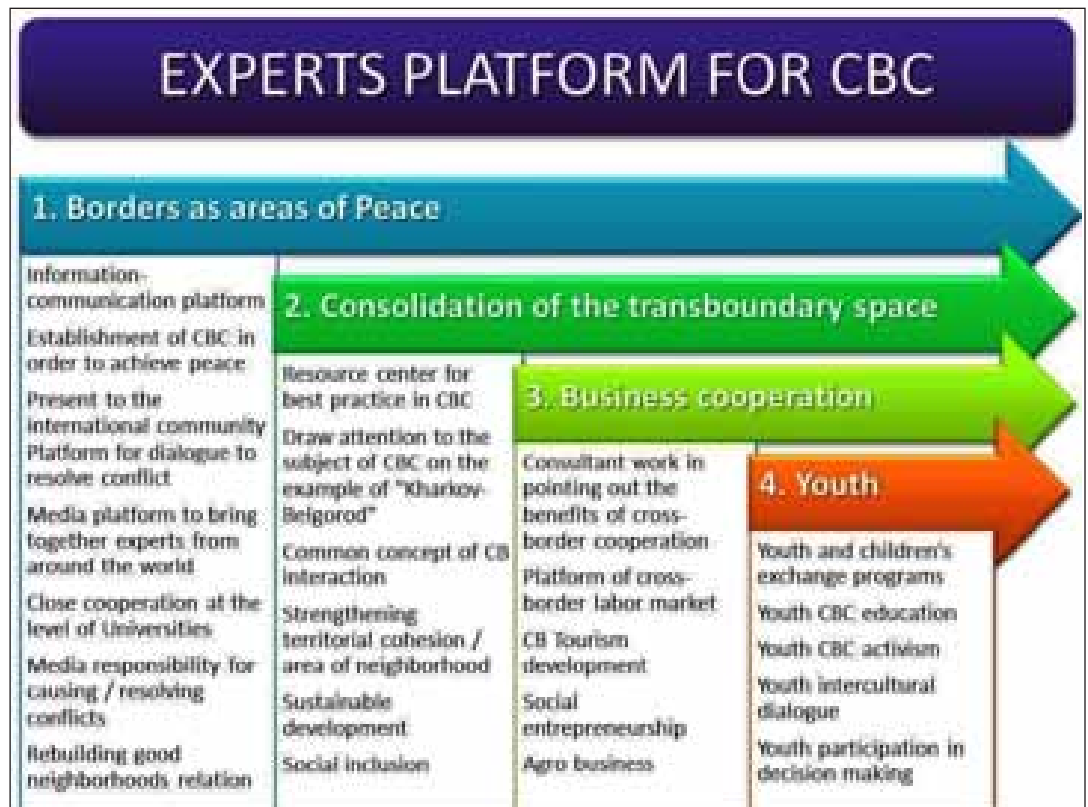 EXPERTS PLATFORM FOR CBC
1. Borders as areas of Peace
Information-
communication platform
Establishment of CBC in
order to achieve peace
Present to the
international community
Platform for dialogue to
resolve conflict
Media platform to bring
together experts from
around the world
Close cooperation at the
level of Universities
Media responsibility for
causing / resolving
conflicts
Rebuilding good
neighborhoods relation
2. Consolidation of the transboundary space
Resource center for
best practice in CBC
Draw attention to the
subject of CBC on the
example of "Kharkov-
Belgorod"
Common concept of CB
interaction
Strengthening
territorial cohesion /
area of neighborhood
Sustainable
development
Social inclusion
3. Business cooperation
Consultant work in
pointing out the
benefits of cross-
border cooperation
Platform of cross-
border labor market
CB Tourism
development
Social
entrepreneurship
Agro business
4. Youth
Youth and children's
exchange programs
Youth CBC education
Youth CBC activism
Youth intercultural
dialogue
Youth participation in
decision making